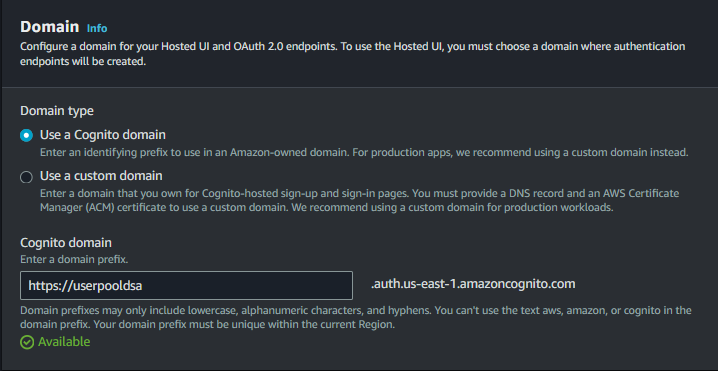 Domain Info
Configure a domain for your Hosted UI and OAuth 2.0 endpoints. To use the Hosted UI, you must choose a domain where authentication
endpoints will be created.
Domain type
Use a Cognito domain
Enter an identifying prefix to use in an Amazon-owned domain. For production apps, we recommend using a custom domain instead.
Use a custom domain
Enter a domain that you own for Cognito-hosted sign-up and sign-in pages. You must provide a DNS record and an AWS Certificate
Manager (ACM) certificate to use a custom domain. We recommend using a custom domain for production workloads.
Cognito domain
Enter a domain prefix.
https://userpooldsa .auth.us-east-1.amazoncognito.com
Domain prefixes may only include lowercase, alphanumeric characters, and hyphens. You can't use the text aws, amazon, or cognito in the
domain prefix. Your domain prefix must be unique within the current Region.
Available